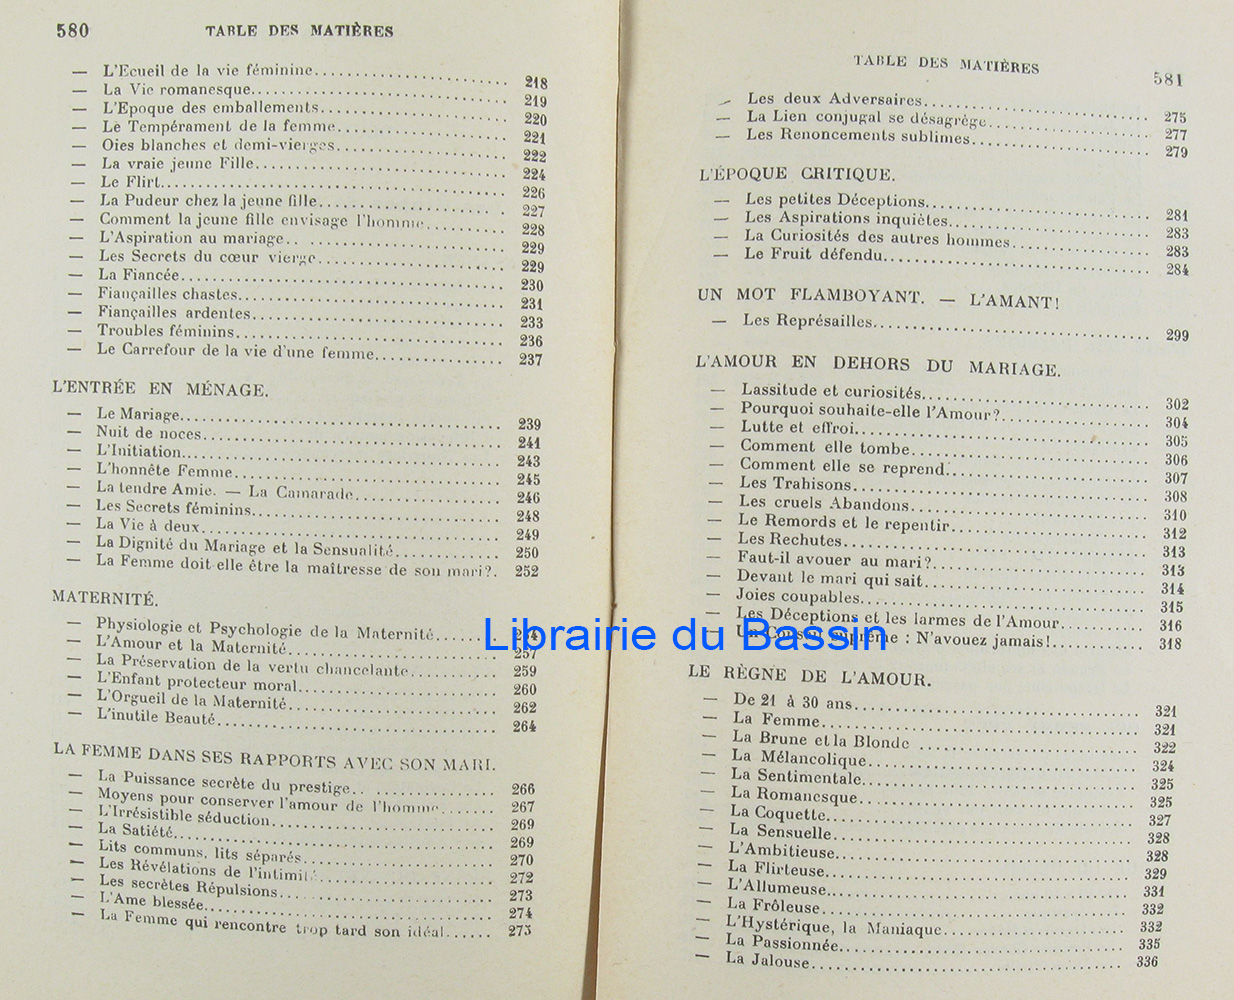 580 TABLE DES MATIÈRES
— L'Ecueil de la vie féminine 218
— La Vie romanesque 219
— L'Epoque des emballements 220
— Le Tempérament de la femme 221
— Oies blanches et demi-vierges 222
— La vraie jeune Fille 224
— Le Flirt 226
— La Pudeur chez la jeune fille 227
— Comment la jeune fille envisage l'homme 228
— L'Aspiration au mariage 229
— Les Secrets du cœur vierge 229
— La Fiancée 230
— Fiançailles chastes 231
— Fiançailles ardentes 233
— Troubles féminins 236
— Le Carrefour de la vie d'une femme 237
L'ENTRÉE EN MÉNAGE.
— Le Mariage 239
— Nuit de noces 241
— L'Initiation 243
— L'honnête Femme 245
— La tendre Amie. — La Camarade 246
— Les Secrets féminins 248
— La Vie à deux 249
— La Dignité du Mariage et la Sensualité 250
— La Femme doit-elle être la maîtresse de son mari?. 252
MATERNITÉ.
— Physiologie et Psychologie de la Maternité
— L'Amour et la Maternité 257
— La Préservation de la vertu chancelante 259
— L'Enfant protecteur moral 260
— L'Orgueil de la Maternité 262
— L'inutile Beauté 264
LA FEMME DANS SES RAPPORTS AVEC SON MARI.
— La Puissance secrète du prestige 266
— Moyens pour conserver l'amour de l'homme 267
— L'Irrésistible séduction 269
— La Satiété 269
— Lits communs, lits séparés 270
— Les Révélations de l'intimité 272
— Les secrètes Répulsions 273
— L'Ame blessée 274
— La Femme qui rencontre trop tard son idéal 275
TABLE DES MATIÈRES 581
— Les deux Adversaires 275
— La Lien conjugal se désagrège 277
— Les Renoncements sublimes 279
L'ÉPOQUE CRITIQUE.
— Les petites Déceptions 281
— Les Aspirations inquiètes 283
— La Curiosités des autres hommes 283
— Le Fruit défendu 284
UN MOT FLAMBOYANT. — L'AMANT!
— Les Représailles 299
L'AMOUR EN DEHORS DU MARIAGE.
— Lassitude et curiosités 302
— Pourquoi souhaite-elle l'Amour? 304
— Lutte et effroi 305
— Comment elle tombe 306
— Comment elle se reprend 307
— Les Trahisons 308
— Les cruels Abandons 310
— Le Remords et le repentir 312
— Les Rechutes 313
— Faut-il avouer au mari? 313
— Devant le mari qui sait 314
— Joies coupables 315
— Les Déceptions et les larmes de l'Amour 316
— Un Conseil suprême : N'avouez jamais! 318
LE RÈGNE DE L'AMOUR.
— De 21 à 30 ans 321
— La Femme 321
— La Brune et la Blonde 322
— La Mélancolique 324
— La Sentimentale 325
— La Romanesque 325
— La Coquette 327
— La Sensuelle 328
— L'Ambitieuse 328
— La Flirteuse 329
— L'Allumeuse 331
— La Frôleuse 332
— L'Hystérique, la Maniaque 332
— La Passionnée 335
— La Jalouse 336
Librairie du Bassin